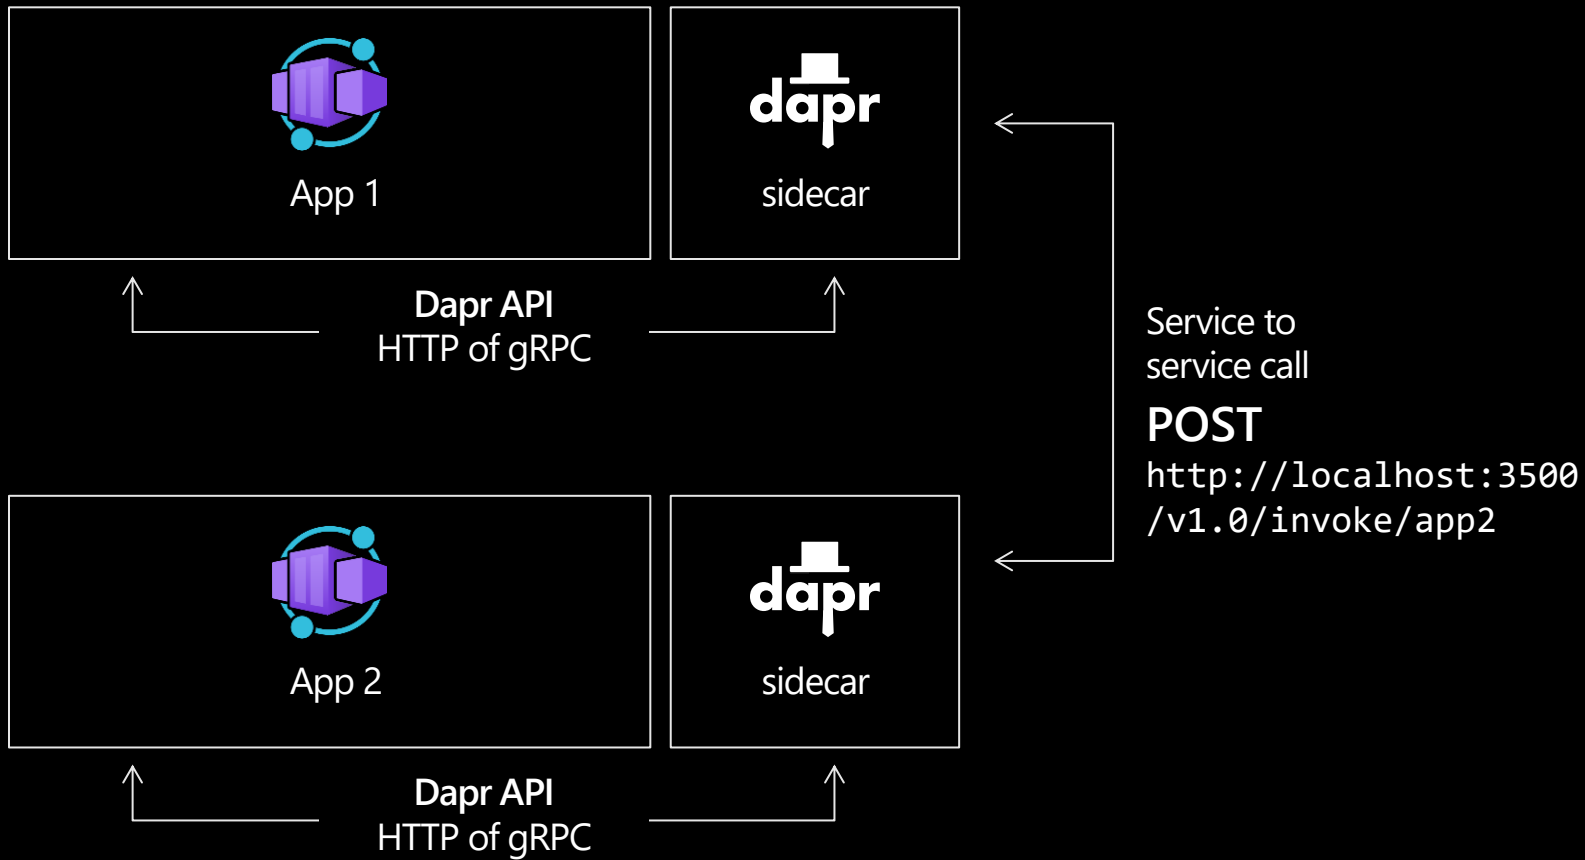 dapr
App 1
sidecar
Dapr API
HTTP of gRPC
Service to
service call
POST
http://localhost:3500
/v1.0/invoke/app2
dapr
App 2
sidecar
Dapr API
HTTP of gRPC